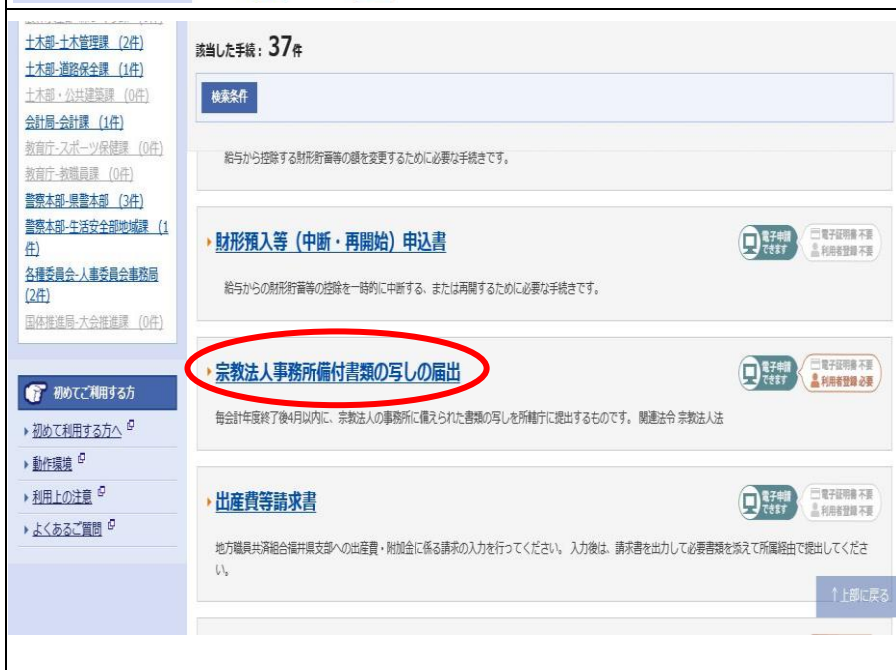 土木部-土木管理課 (2件)
土木部-道路保全課 (1件)
土木部・公共建築課 (0件)
会計局-会計課 (1件)
教育庁-スポーツ保健課 (0件)
教育庁-教職員課 (0件)
警察本部-県警本部 (3件)
警察本部-生活安全部地域課 (1
件)
各種委員会-人事委員会事務局
(2件)
国体推進局-大会推進課 (0件)
初めてご利用する方
初めて利用する方へ
動作環境
利用上の注意
よくあるご質問
該当した手続: 37件
検索条件
給与から控除する財形貯蓄等の額を変更するために必要な手続きです。
財形預入等(中断・再開始)申込書
電子申請
できます
電子証明書 不要
利用者登録 不要
給与からの財形貯蓄等の控除を一時的に中断する、または再開するために必要な手続きです。
宗教法人事務所備付書類の写しの届出
電子申請
できます
電子証明書 不要
利用者登録 必要
毎会計年度終了後4月以内に、宗教法人の事務所に備えられた書類の写しを所轄庁に提出するものです。 関連法令 宗教法人法
出産費等請求書
電子申請
できます
電子証明書 不要
利用者登録 不要
地方職員共済組合福井県支部への出産費・附加金に係る請求の入力を行ってください。 入力後は、請求書を出力して必要書類を添えて所属経由で提出してくださ
い。
↑上部に戻る